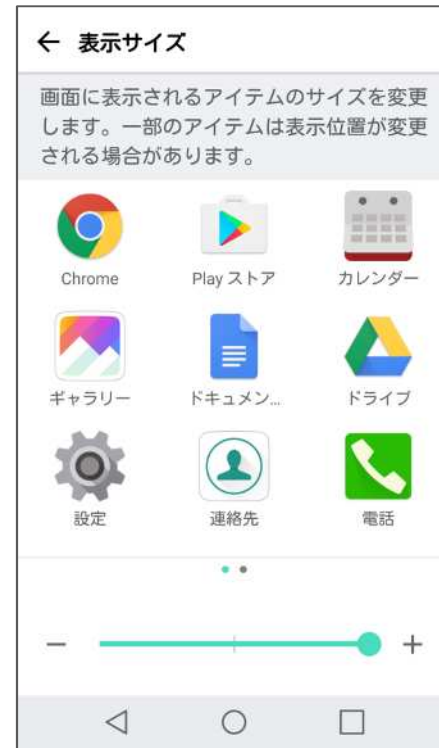 表示サイズ
画面に表示されるアイテムのサイズを変更
します。一部のアイテムは表示位置が変更
される場合があります。
Chrome
Play ストア
カレンダー
ギャラリー
ドキュメン...
ドライブ
設定
連絡先
電話